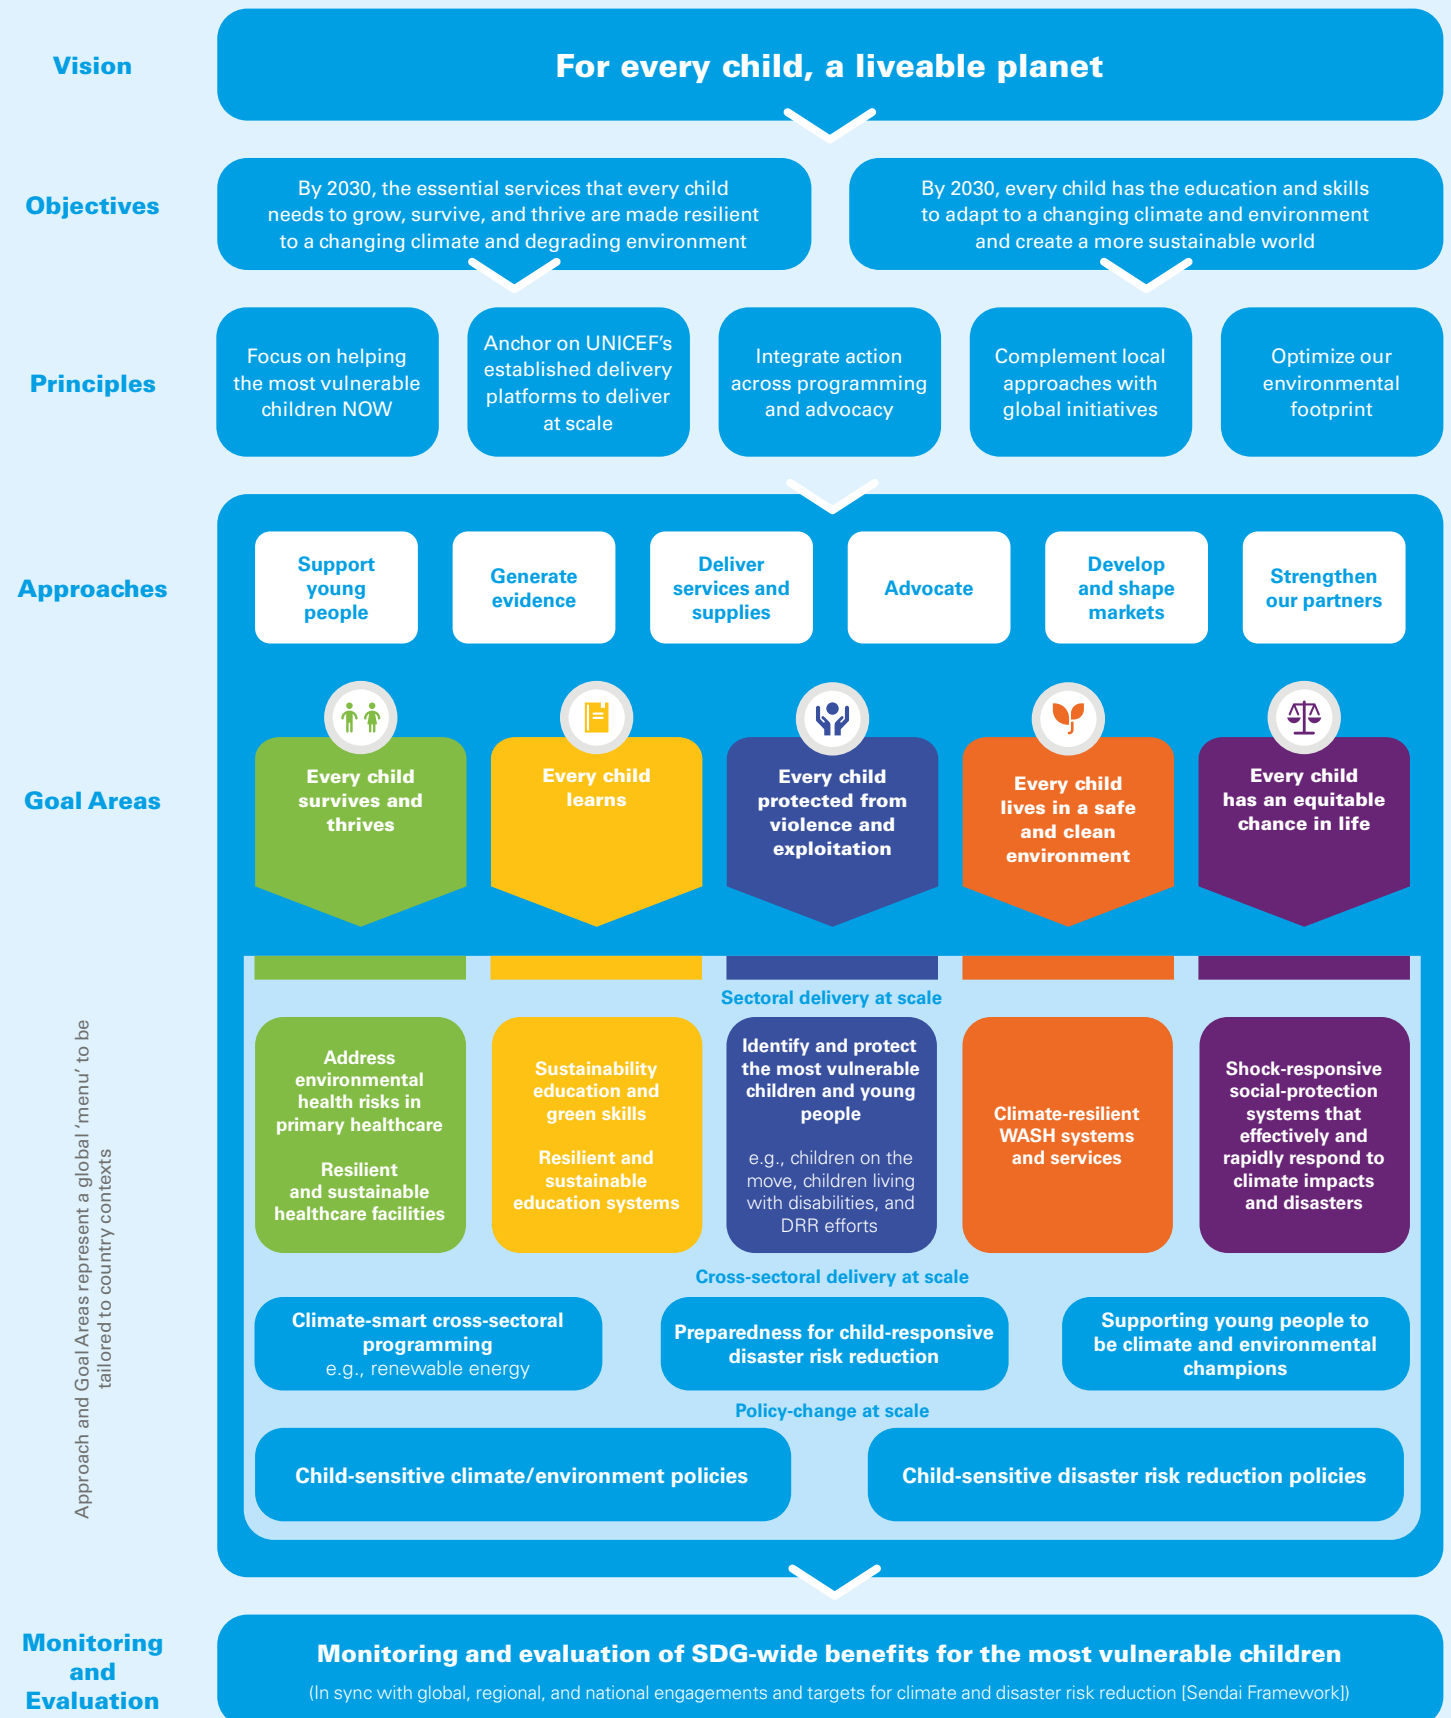 Vision
For every child, a liveable planet
Objectives
By 2030, the essential services that every child
needs to grow, survive, and thrive are made resilient
to a changing climate and degrading environment
By 2030, every child has the education and skills
to adapt to a changing climate and environment
and create a more sustainable world
Principles
Focus on helping
the most vulnerable
children NOW
Anchor on UNICEF's
established delivery
platforms to deliver
at scale
Integrate action
across programming
and advocacy
Complement local
approaches with
global initiatives
Optimize our
environmental
footprint
Approaches
Support
young
people
Generate
evidence
Deliver
services and
supplies
Advocate
Develop
and shape
markets
Strengthen
our partners
Goal Areas
Every child
survives and
thrives
Every child
learns
Every child
protected from
violence and
exploitation
Every child
lives in a safe
and clean
environment
Every child
has an equitable
chance in life
Approach and Goal Areas represent a global 'menu' to be
tailored to country contexts
Sectoral delivery at scale
Address
environmental
health risks in
primary healthcare
Resilient
and sustainable
healthcare facilities
Sustainability
education and
green skills
Resilient and
sustainable
education systems
Identify and protect
the most vulnerable
children and young
people
e.g., children on the
move, children living
with disabilities, and
DRR efforts
Climate-resilient
WASH systems
and services
Shock-responsive
social-protection
systems that
effectively and
rapidly respond to
climate impacts
and disasters
Cross-sectoral delivery at scale
Climate-smart cross-sectoral
programming
e.g., renewable energy
Preparedness for child-responsive
disaster risk reduction
Supporting young people to
be climate and environmental
champions
Policy-change at scale
Child-sensitive climate/environment policies
Child-sensitive disaster risk reduction policies
Monitoring
and
Evaluation
Monitoring and evaluation of SDG-wide benefits for the most vulnerable children
(In sync with global, regional, and national engagements and targets for climate and disaster risk reduction [Sendai Framework])